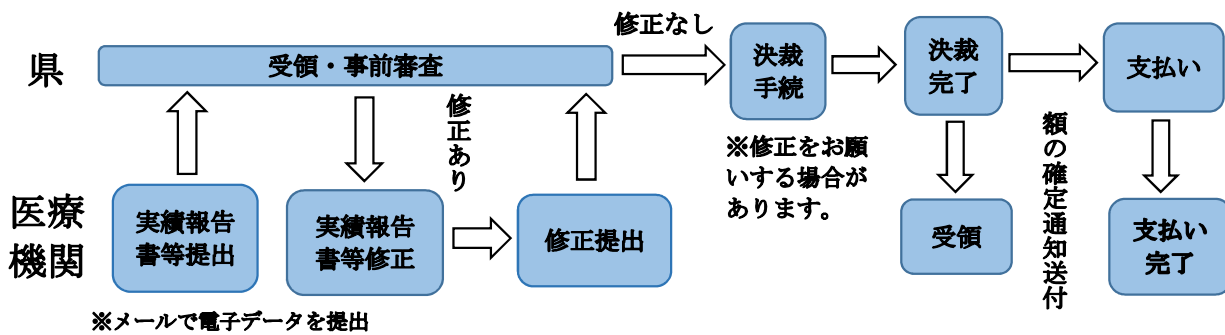 修正なし
県
受領・事前審査
決裁
手続
決裁
完了
支払い
修正あり
※修正をお願
いする場合が
あります。
額の確定通知送付
医療
機関
実績報告
書等提出
実績報告
書等修正
修正提出
受領
支払い
完了
※メールで電子データを提出